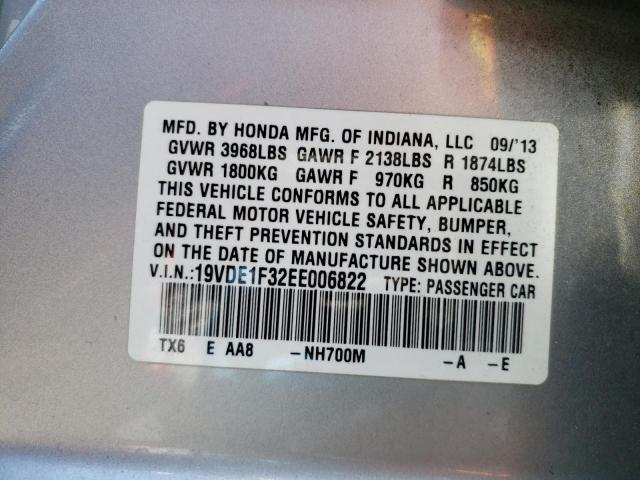 MFD. BY HONDA MFG. OF INDIANA, LLC 09/'13
GVWR 3968LBS GAWR F 2138LBS R 1874LBS
GVWR 1800KG GAWR F 970KG R 850KG
THIS VEHICLE CONFORMS TO ALL APPLICABLE
FEDERAL MOTOR VEHICLE SAFETY, BUMPER,
AND THEFT PREVENTION STANDARDS IN EFFECT
ON THE DATE OF MANUFACTURE SHOWN ABOVE.
V.I.N.:19VDE1F32EE006822 TYPE: PASSENGER CAR
TX6 E AA8 -NH700M -A -E